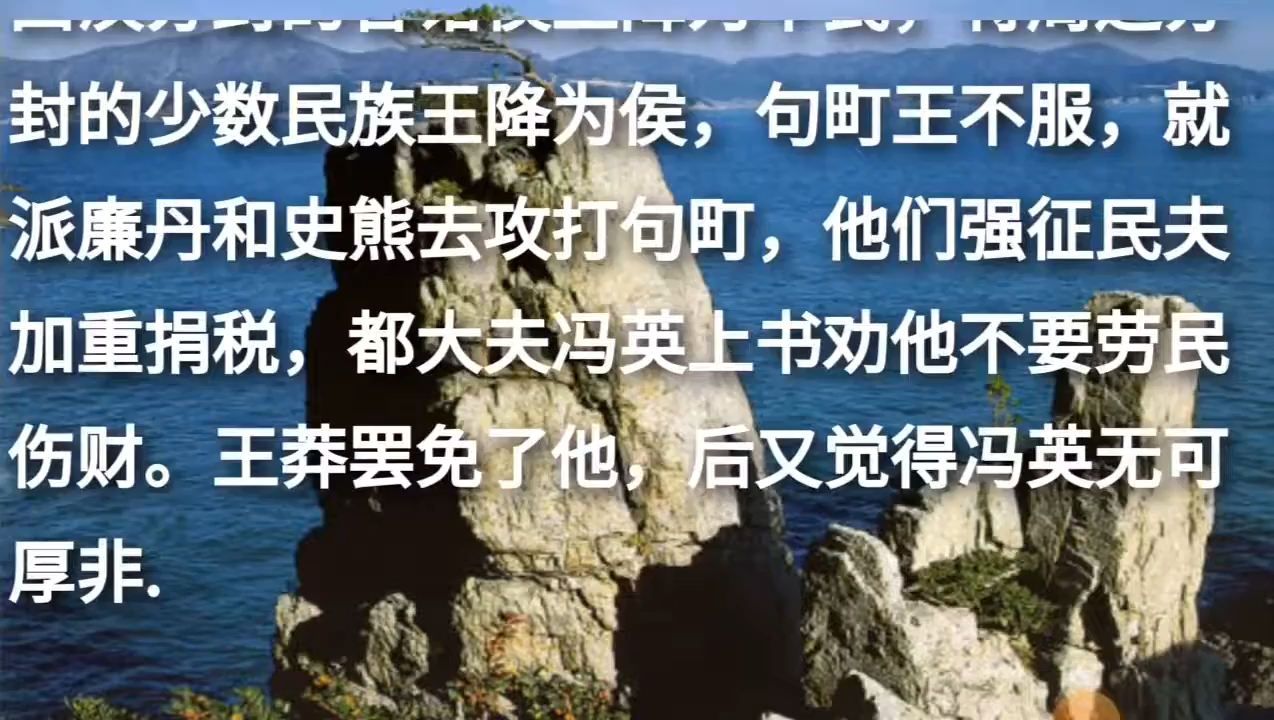 封的少数民族王降为侯，句町王不服，就
派廉丹和史熊去攻打句町，他们强征民夫
加重捐税，都大夫冯英上书劝他不要劳民
伤财。王莽罢免了他，后又觉得冯英无可
厚非.